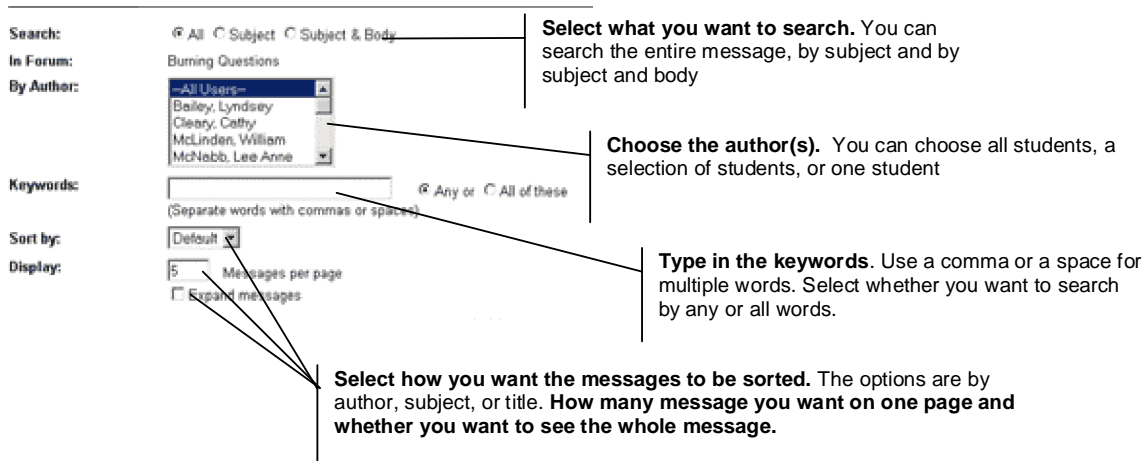 Search: All Subject Subject & Body
In Forum: Burning Questions
By Author: --All Users--
Bailey, Lyndsey
Cleary, Cathy
McLinden, William
McNabb, Lee Anne
Keywords: Any or All of these
(Separate words with commas or spaces)
Sort by: Default
Display: 5 Messages per page
Expand messages
Select what you want to search. You can
search the entire message, by subject and by
subject and body
Choose the author(s). You can choose all students, a
selection of students, or one student
Type in the keywords. Use a comma or a space for
multiple words. Select whether you want to search
by any or all words.
Select how you want the messages to be sorted. The options are by
author, subject, or title. How many message you want on one page and
whether you want to see the whole message.